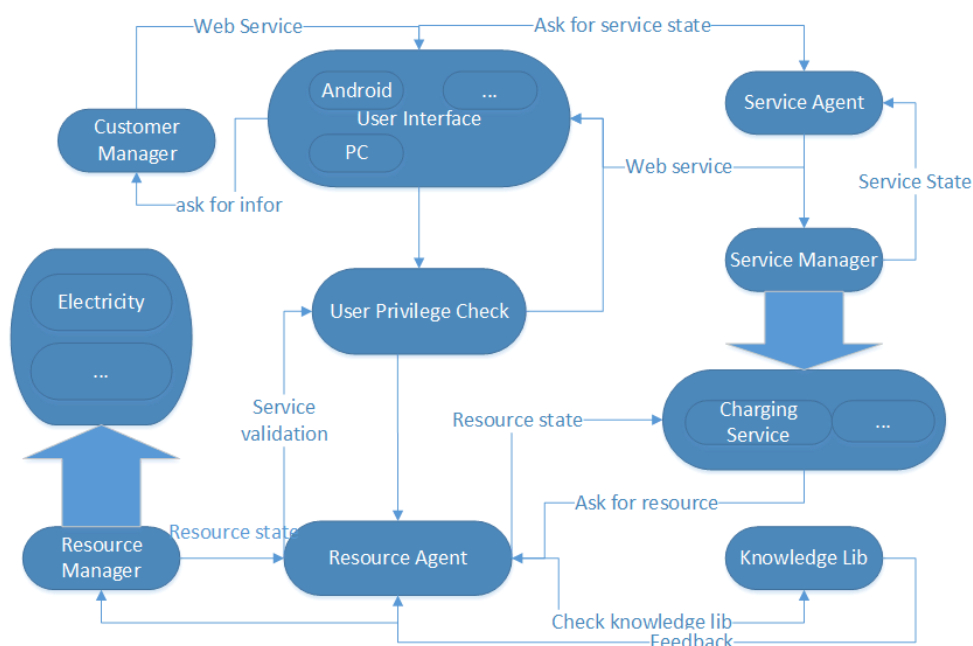 Web Service
Ask for service state
Android
...
User Interface
PC
Service Agent
Customer
Manager
Web service
Service State
ask for infor
Service Manager
Electricity
...
User Privilege Check
Service
validation
Resource state
Charging
Service
...
Ask for resource
Resource
Manager
Resource state
Resource Agent
Knowledge Lib
Check knowledge lib
Feedback